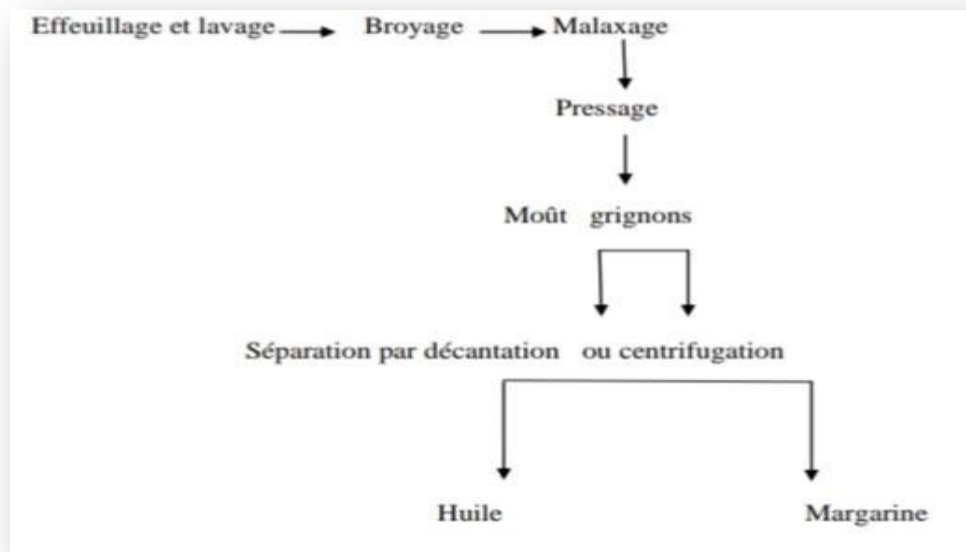 Effeuillage et lavage Broyage Malaxage
Pressage
Moût grignons
Séparation par décantation ou centrifugation
Huile Margarine